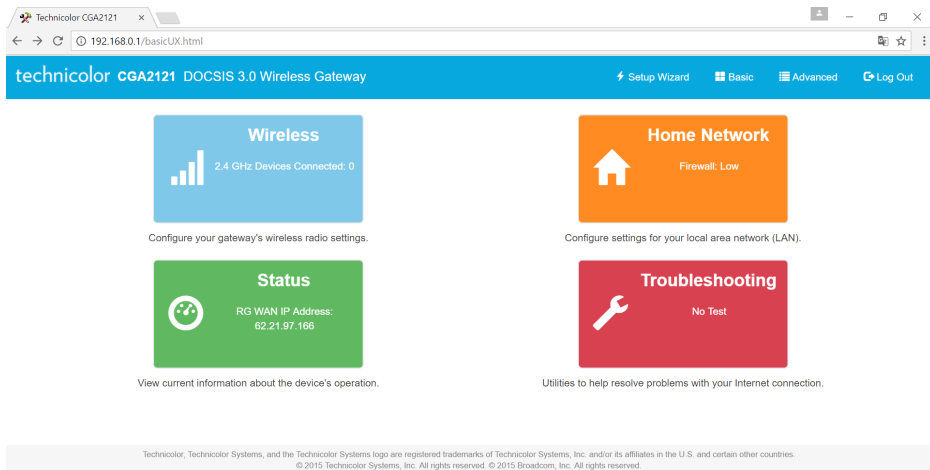 Technicolor CGA2121
192.168.0.1/basicUX.html
technicolor CGA2121 DOCSIS 3.0 Wireless Gateway
Setup Wizard
Basic
Advanced
Log Out
Wireless
2.4 GHz Devices Connected: 0
Configure your gateway's wireless radio settings.
Home Network
Firewall: Low
Configure settings for your local area network (LAN).
Status
RG WAN IP Address:
62.21.97.166
View current information about the device's operation.
Troubleshooting
No Test
Utilities to help resolve problems with your Internet connection.
Technicolor, Technicolor Systems, and the Technicolor Systems logo are registered trademarks of Technicolor Systems, Inc. and/or its affiliates in the U.S. and certain other countries.
© 2015 Technicolor Systems, Inc. All rights reserved. © 2015 Broadcom, Inc. All rights reserved.